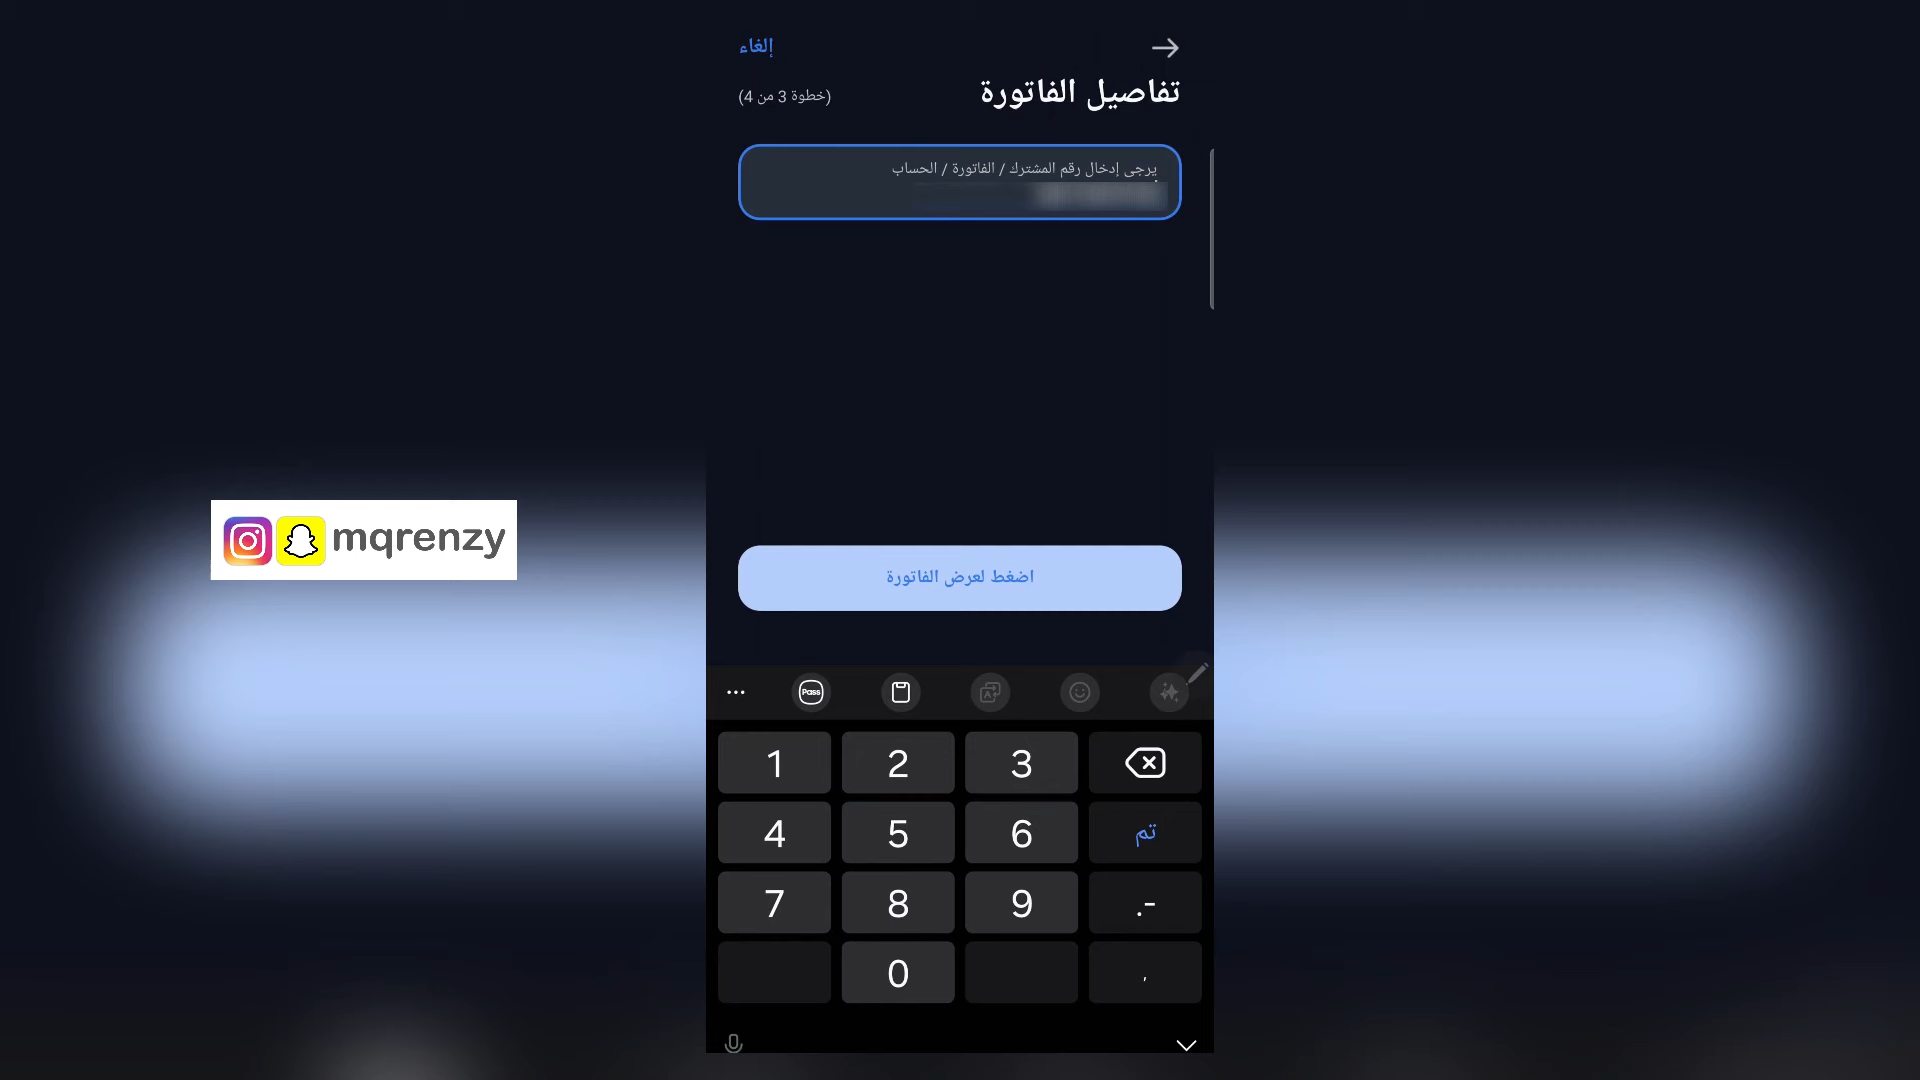 إلغاء
تفاصيل الفاتورة
(خطوة 3 من 4)
يرجى إدخال رقم المشترك / الفاتورة / الحساب
mqrenzy
اضغط لعرض الفاتورة
Pass
1 2 3
4 5 6 تم
7 8 9 .-
0 ,